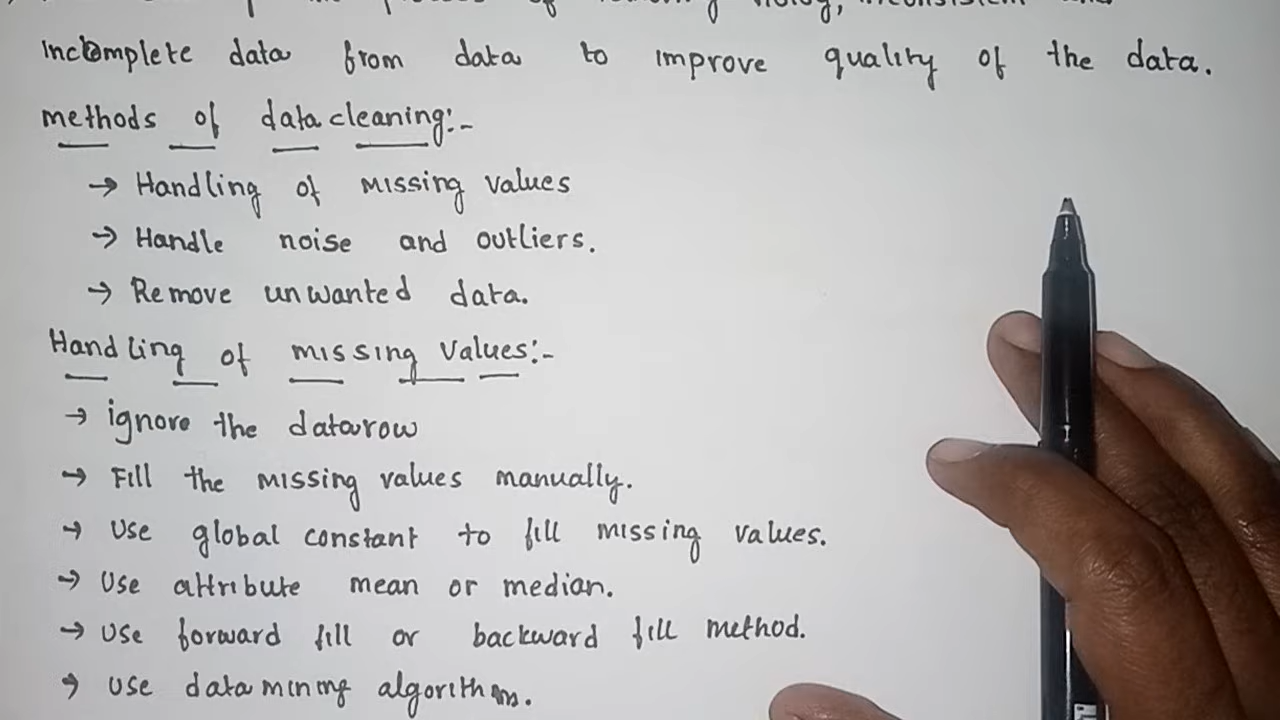 incomplete data from data to improve quality of the data.
methods of data cleaning:-
→ Handling of missing values
→ Handle noise and outliers.
→ Remove unwanted data.
Handling of missing values:-
→ ignore the datarow
→ Fill the missing values manually.
→ Use global constant to fill missing values.
→ Use attribute mean or median.
→ Use forward fill or backward fill method.
→ Use datamining algorithms.